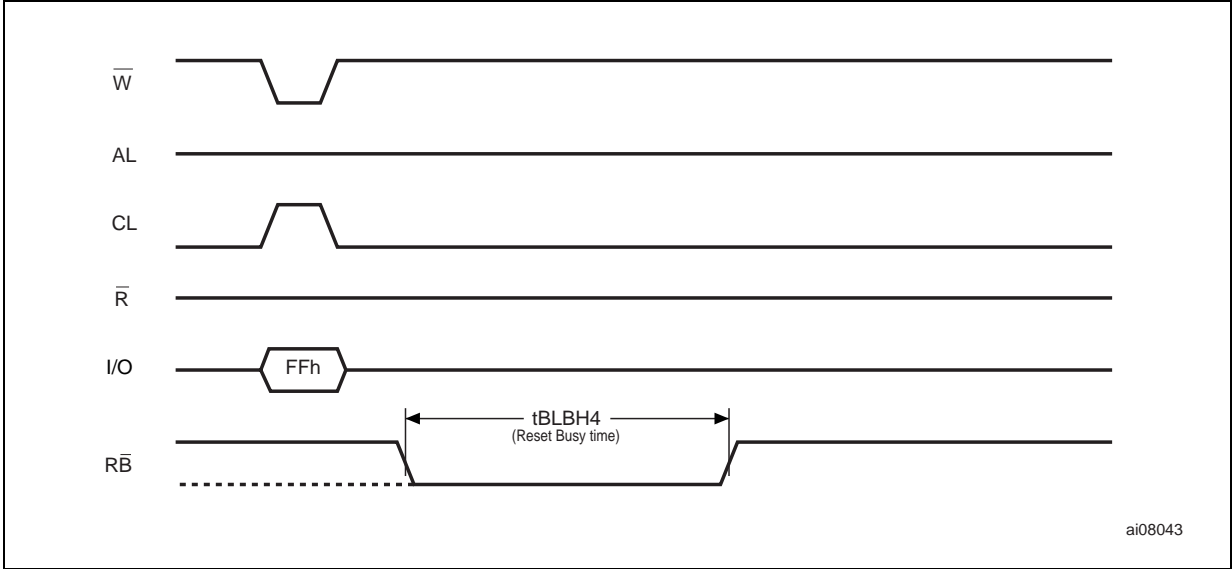 W̅
AL
CL
R̅
I/O
FFh
tBLBH4
(Reset Busy time)
RB̅
ai08043